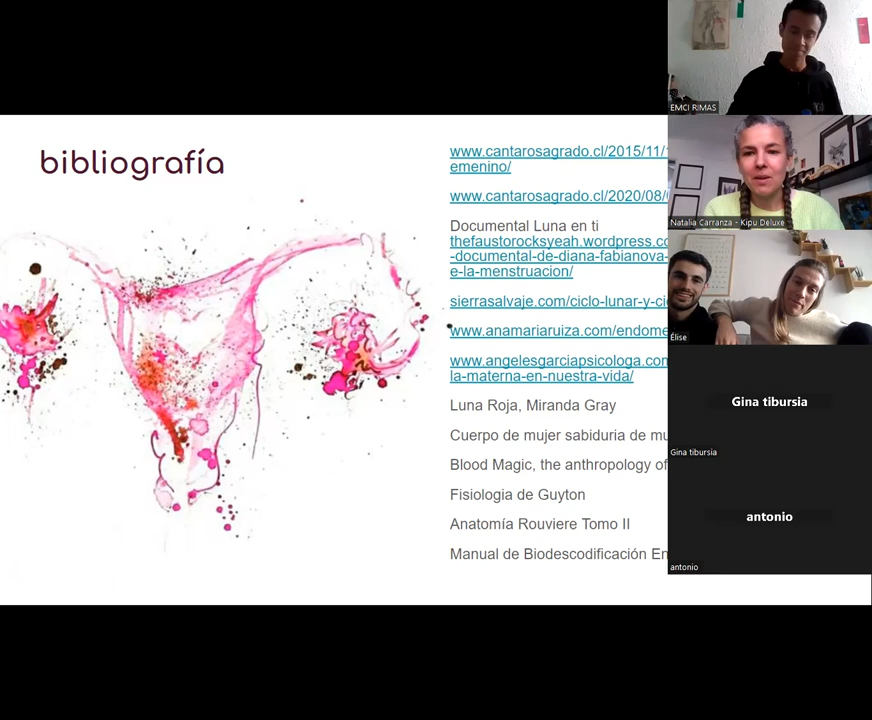 bibliografía
www.cantarosagrado.cl/2015/11/
emenino/
www.cantarosagrado.cl/2020/08/
Documental Luna en ti
thefaustorocksyeah.wordpress.co
-documental-de-diana-fabianova-
e-la-menstruacion/
sierrasalvaje.com/ciclo-lunar-y-ci
www.anamariaruiza.com/endome
www.angelesgarciapsicologa.com
la-materna-en-nuestra-vida/
Luna Roja, Miranda Gray
Cuerpo de mujer sabiduria de mu
Blood Magic, the anthropology of
Fisiologia de Guyton
Anatomía Rouviere Tomo II
Manual de Biodescodificación En
EMCI RIMAS
Natalia Carranza - Kipu Deluxe
Élise
Gina tibursia
Gina tibursia
antonio
antonio